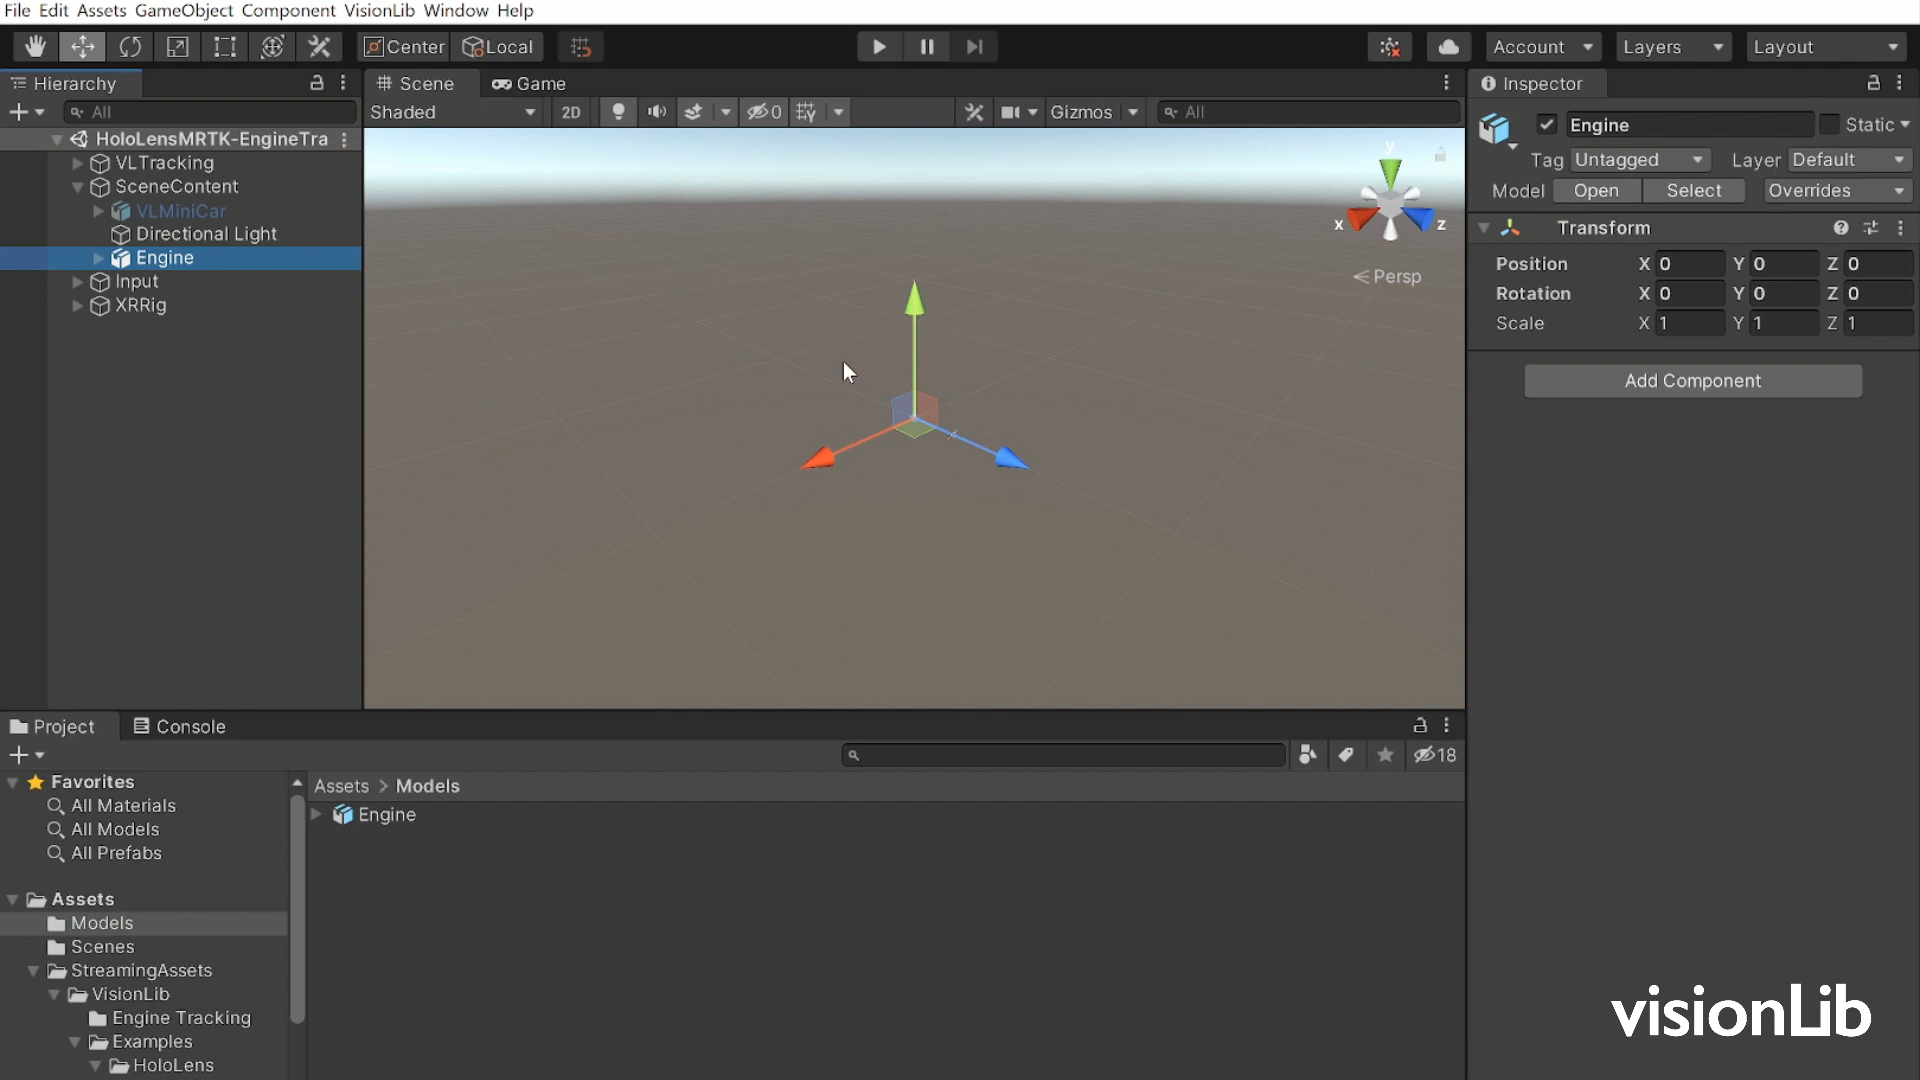 File Edit Assets GameObject Component VisionLib Window Help
Center Local Account Layers Layout
Hierarchy
All
HoloLensMRTK-EngineTra
VLTracking
SceneContent
VLMiniCar
Directional Light
Engine
Input
XRRig
Scene Game
Shaded 2D 0 Gizmos All
y
x z
Persp
Inspector
Engine Static
Tag Untagged Layer Default
Model Open Select Overrides
Transform
Position X 0 Y 0 Z 0
Rotation X 0 Y 0 Z 0
Scale X 1 Y 1 Z 1
Add Component
Project Console
18
Favorites
All Materials
All Models
All Prefabs
Assets
Models
Scenes
StreamingAssets
VisionLib
Engine Tracking
Examples
HoloLens
Assets > Models
Engine
visionLib